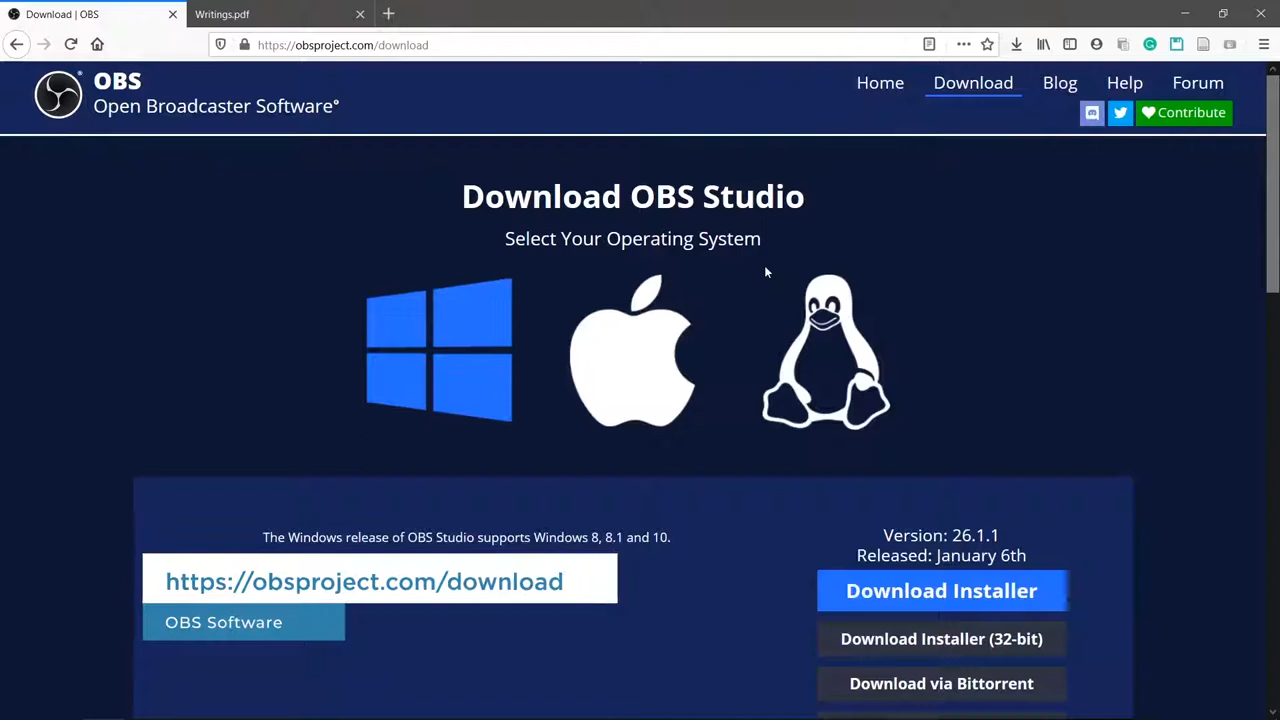 Download | OBS
Writings.pdf
https://obsproject.com/download
OBS
Open Broadcaster Software®
Home
Download
Blog
Help
Forum
Contribute
Download OBS Studio
Select Your Operating System
The Windows release of OBS Studio supports Windows 8, 8.1 and 10.
https://obsproject.com/download
OBS Software
Version: 26.1.1
Released: January 6th
Download Installer
Download Installer (32-bit)
Download via Bittorrent